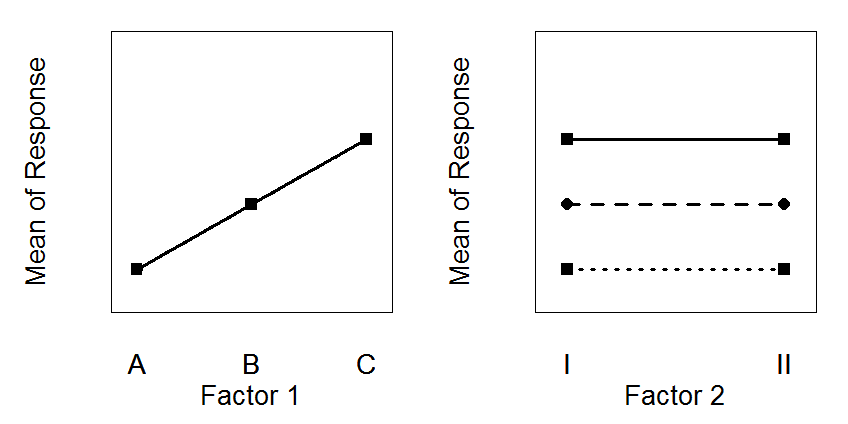 Mean of Response
A B C
Factor 1
Mean of Response
I II
Factor 2